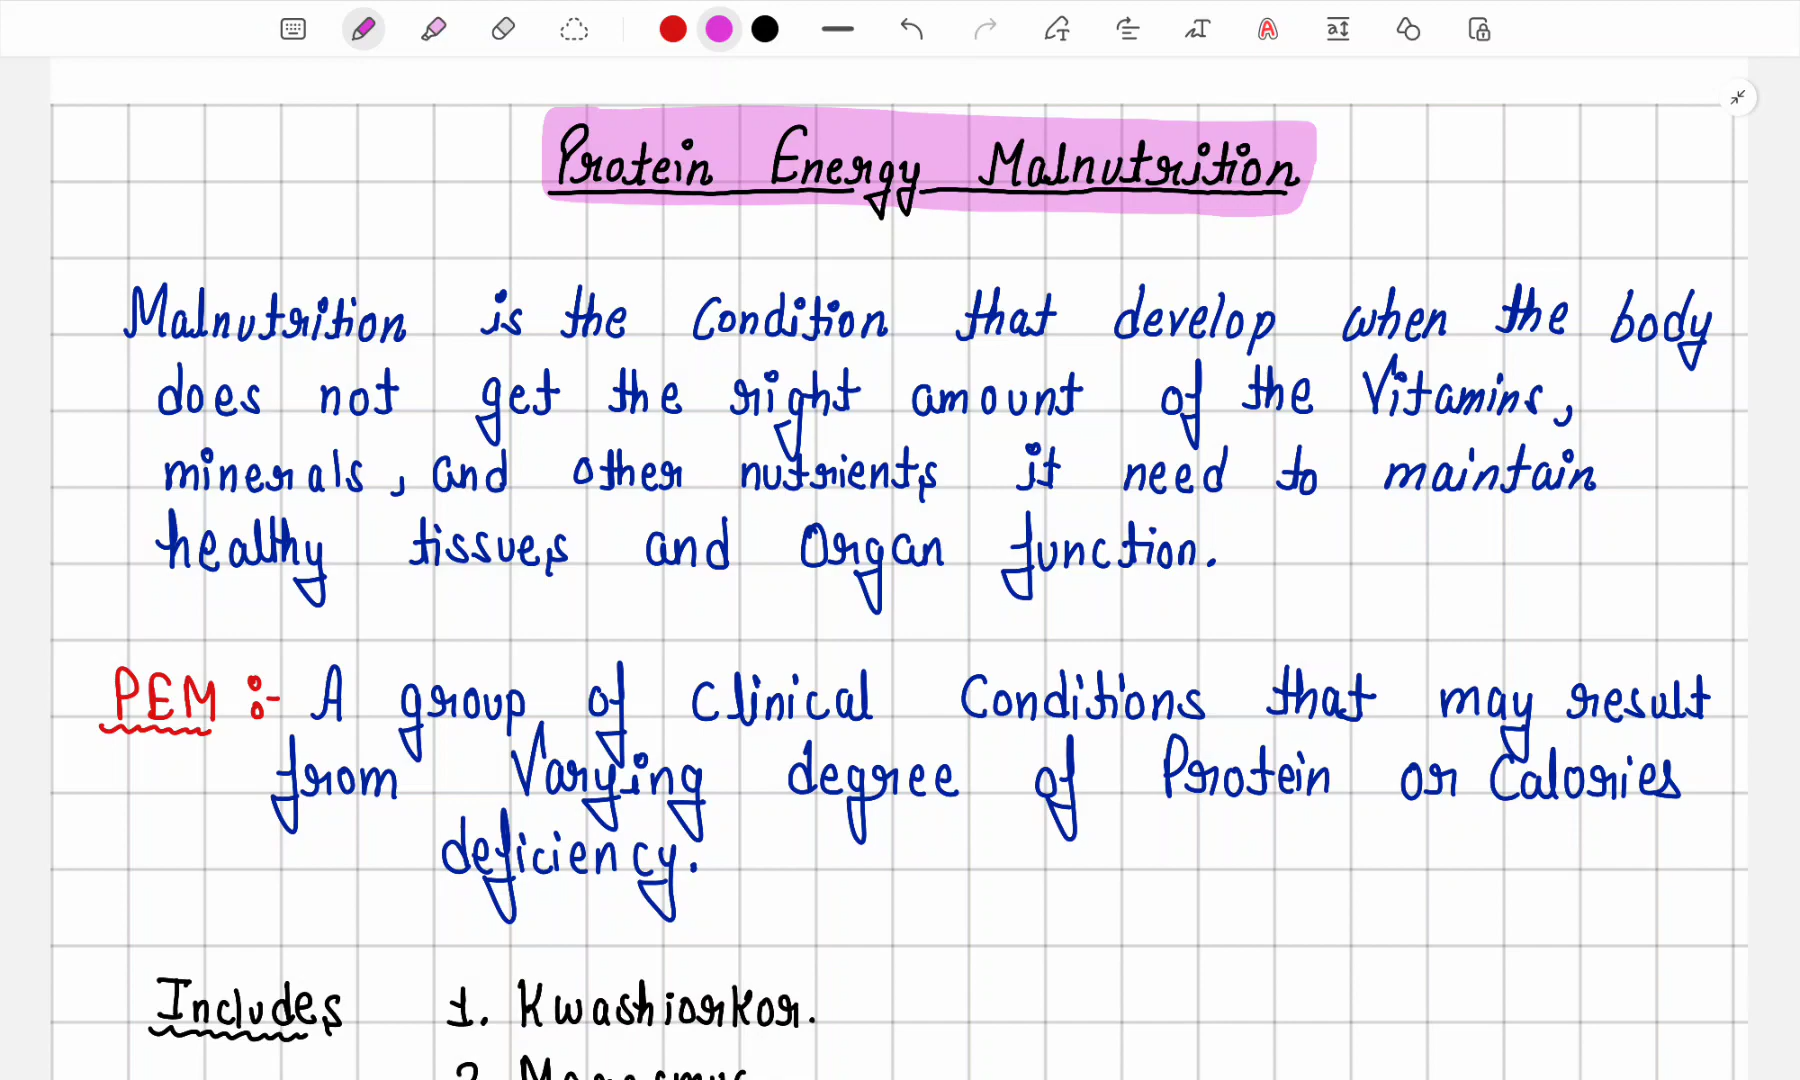 Protein Energy Malnutrition
Malnutrition is the Condition that develop when the body
does not get the right amount of the Vitamins,
minerals, and other nutrients it need to maintain
healthy tissues and Organ function.
PEM :- A group of Clinical Conditions that may result
from Varying degree of Protein or Calories
deficiency.
Includes 1. Kwashiorkor.
2. Marasmus